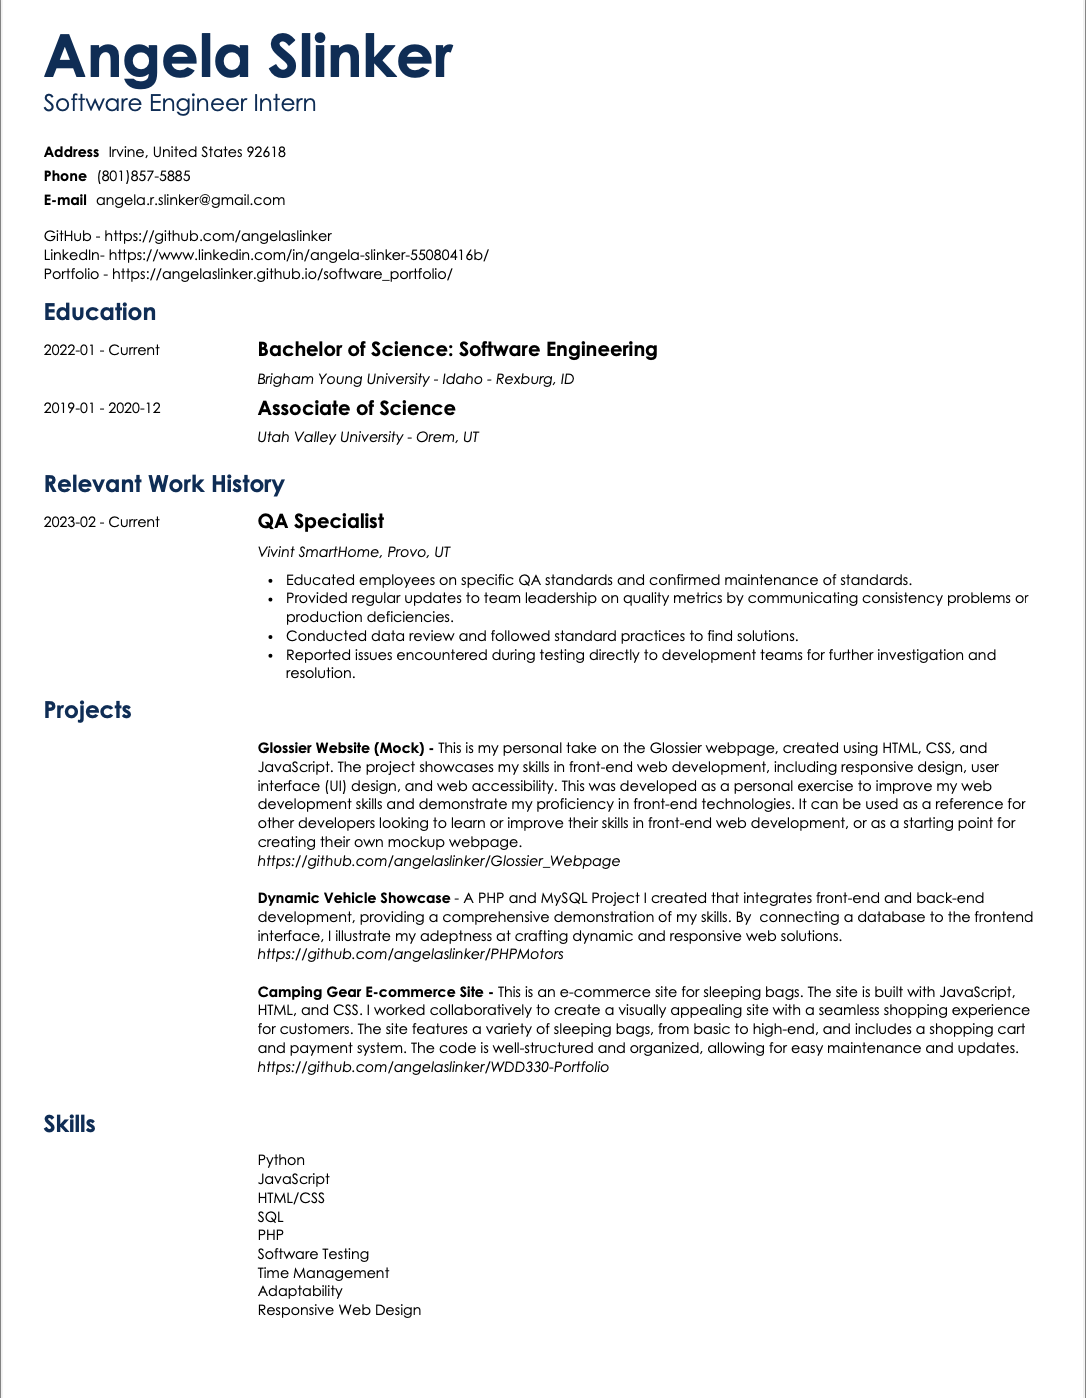 Angela Slinker
Software Engineer Intern
Address Irvine, United States 92618
Phone (801)857-5885
E-mail angela.r.slinker@gmail.com
GitHub - https://github.com/angelaslinker
LinkedIn- https://www.linkedin.com/in/angela-slinker-55080416b/
Portfolio - https://angelaslinker.github.io/software_portfolio/
Education
2022-01 - Current Bachelor of Science: Software Engineering
Brigham Young University - Idaho - Rexburg, ID
2019-01 - 2020-12 Associate of Science
Utah Valley University - Orem, UT
Relevant Work History
2023-02 - Current QA Specialist
Vivint SmartHome, Provo, UT
• Educated employees on specific QA standards and confirmed maintenance of standards.
• Provided regular updates to team leadership on quality metrics by communicating consistency problems or
production deficiencies.
• Conducted data review and followed standard practices to find solutions.
• Reported issues encountered during testing directly to development teams for further investigation and
resolution.
Projects
Glossier Website (Mock) - This is my personal take on the Glossier webpage, created using HTML, CSS, and
JavaScript. The project showcases my skills in front-end web development, including responsive design, user
interface (UI) design, and web accessibility. This was developed as a personal exercise to improve my web
development skills and demonstrate my proficiency in front-end technologies. It can be used as a reference for
other developers looking to learn or improve their skills in front-end web development, or as a starting point for
creating their own mockup webpage.
https://github.com/angelaslinker/Glossier_Webpage
Dynamic Vehicle Showcase - A PHP and MySQL Project I created that integrates front-end and back-end
development, providing a comprehensive demonstration of my skills. By  connecting a database to the frontend
interface, I illustrate my adeptness at crafting dynamic and responsive web solutions.
https://github.com/angelaslinker/PHPMotors
Camping Gear E-commerce Site - This is an e-commerce site for sleeping bags. The site is built with JavaScript,
HTML, and CSS. I worked collaboratively to create a visually appealing site with a seamless shopping experience
for customers. The site features a variety of sleeping bags, from basic to high-end, and includes a shopping cart
and payment system. The code is well-structured and organized, allowing for easy maintenance and updates.
https://github.com/angelaslinker/WDD330-Portfolio
Skills
Python
JavaScript
HTML/CSS
SQL
PHP
Software Testing
Time Management
Adaptability
Responsive Web Design